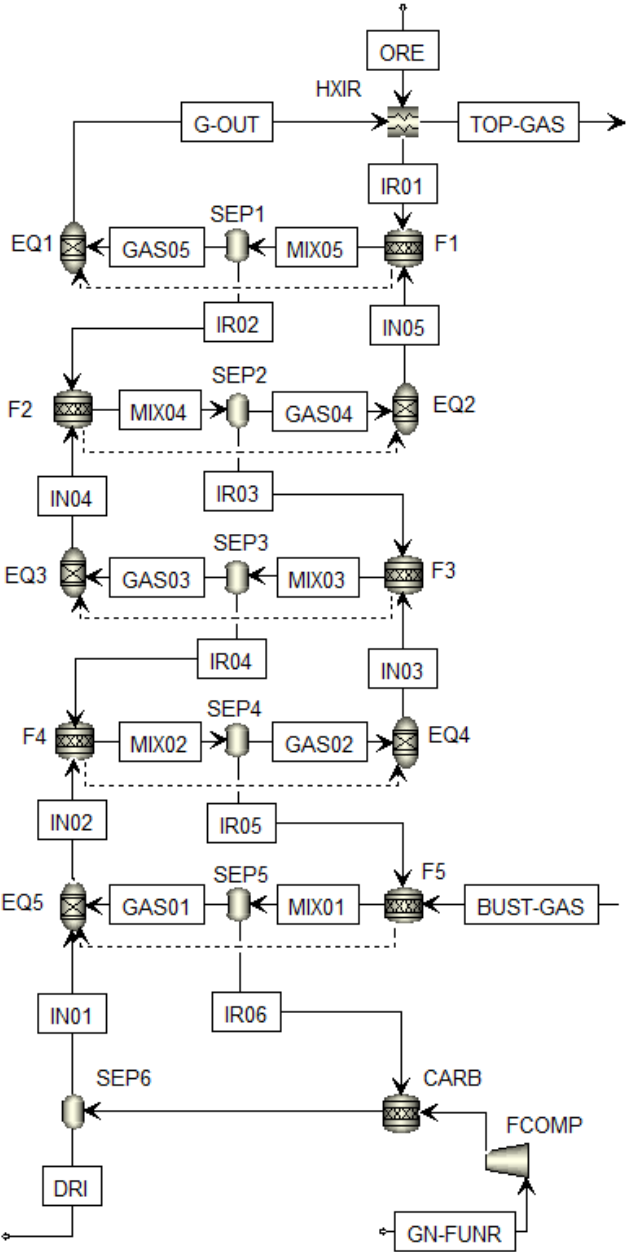 ORE
HXIR
G-OUT
TOP-GAS
IR01
SEP1
EQ1
GAS05
MIX05
F1
IR02
IN05
SEP2
F2
MIX04
GAS04
EQ2
IR03
IN04
SEP3
EQ3
GAS03
MIX03
F3
IR04
IN03
SEP4
F4
MIX02
GAS02
EQ4
IR05
IN02
SEP5
F5
EQ5
GAS01
MIX01
BUST-GAS
IN01
IR06
SEP6
CARB
FCOMP
DRI
GN-FUNR